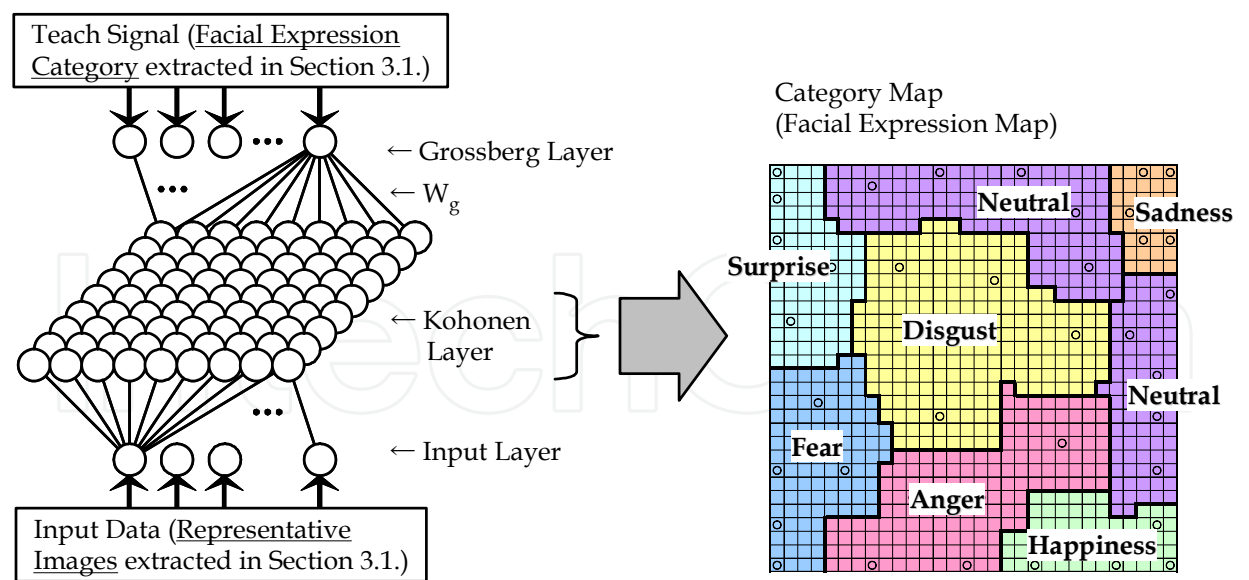 Teach Signal (Facial Expression
Category extracted in Section 3.1.)
← Grossberg Layer
← Wg
← Kohonen
Layer
← Input Layer
Input Data (Representative
Images extracted in Section 3.1.)
Category Map
(Facial Expression Map)
Neutral
Sadness
Surprise
Disgust
Neutral
Fear
Anger
Happiness